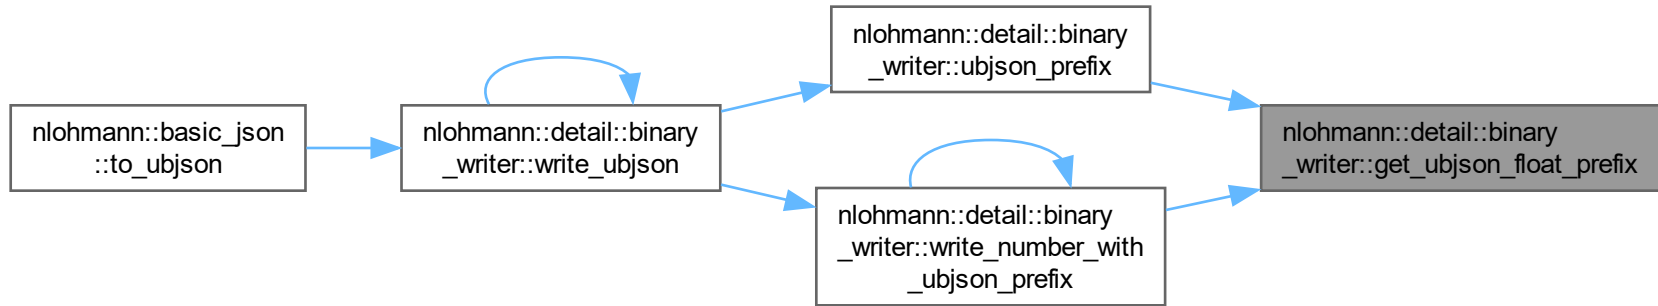 nlohmann::basic_json
::to_ubjson
nlohmann::detail::binary
_writer::write_ubjson
nlohmann::detail::binary
_writer::ubjson_prefix
nlohmann::detail::binary
_writer::write_number_with
_ubjson_prefix
nlohmann::detail::binary
_writer::get_ubjson_float_prefix